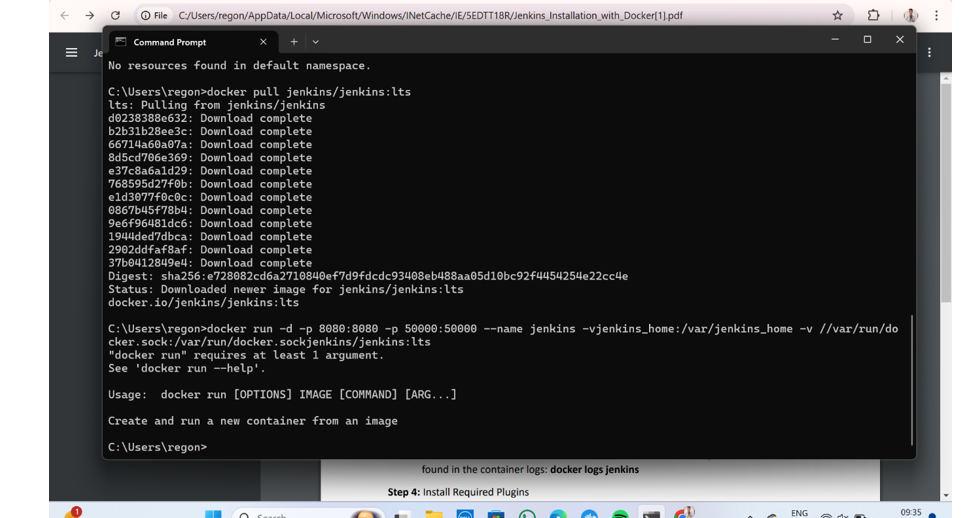 File C:/Users/regon/AppData/Local/Microsoft/Windows/INetCache/IE/5EDTT18R/Jenkins_Installation_with_Docker[1].pdf
Je
Command Prompt
No resources found in default namespace.
C:\Users\regon>docker pull jenkins/jenkins:lts
lts: Pulling from jenkins/jenkins
d0238388e632: Download complete
b2b31b28ee3c: Download complete
66714a60a07a: Download complete
8d5cd706e369: Download complete
e37c8a6a1d29: Download complete
768595d27f0b: Download complete
e1d3077f0c0c: Download complete
0867b45f78b4: Download complete
9e6f96481dc6: Download complete
1944ded7dbca: Download complete
2902ddfaf8af: Download complete
37b0412849e4: Download complete
Digest: sha256:e728082cd6a2710840ef7d9fdcdc93408eb488aa05d10bc92f4454254e22cc4e
Status: Downloaded newer image for jenkins/jenkins:lts
docker.io/jenkins/jenkins:lts
C:\Users\regon>docker run -d -p 8080:8080 -p 50000:50000 --name jenkins -vjenkins_home:/var/jenkins_home -v //var/run/do
cker.sock:/var/run/docker.sockjenkins/jenkins:lts
"docker run" requires at least 1 argument.
See 'docker run --help'.
Usage:  docker run [OPTIONS] IMAGE [COMMAND] [ARG...]
Create and run a new container from an image
C:\Users\regon>
found in the container logs: docker logs jenkins
Step 4: Install Required Plugins
1
Search
ENG
09:35